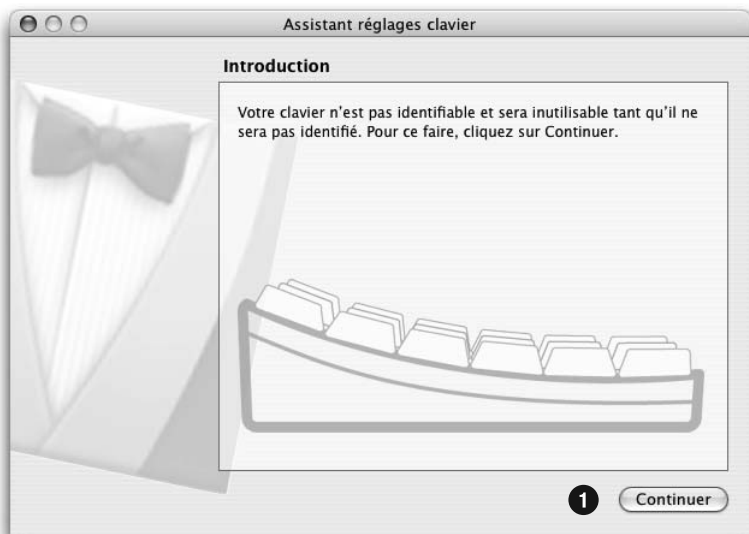 Assistant réglages clavier
Introduction
Votre clavier n'est pas identifiable et sera inutilisable tant qu'il ne
sera pas identifié. Pour ce faire, cliquez sur Continuer.
1 Continuer